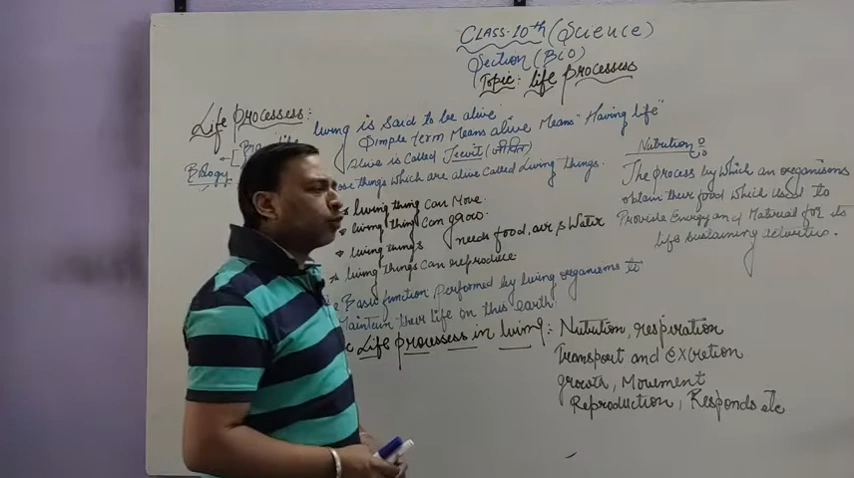 CLASS-10th (Science)
Section (BIO)
Topic: life processess
Life processess:
living is said to be alive
Simple term Means alive Means "Having life"
Biology
alive is called Jeevit (जीवित)
those things which are alive called Living things.
living thing can Move.
living thing can grow.
living things needs food, air & Water
living things can reproduce.
Basic function performed by living oreganisms to
Maintain their life on this earth
Life processess in living: Nutrition, respiration
Transport and excretion
growth, Movement
Reproduction, Responds etc
Nutrition:
The process by which an oreganisms
obtain their food which used to
Provide Energy and Material for its
life sustaining activities.